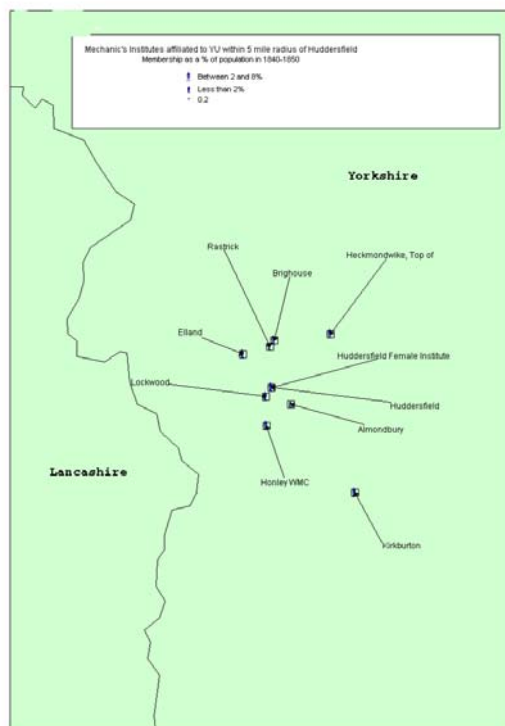 Mechanic's Institutes affiliated to YU within 5 mile radius of Huddersfield
Membership as a % of population in 1840-1850
Between 2 and 8%
Less than 2%
0.2
Yorkshire
Rastrick
Heckmondwike, Top of
Brighouse
Elland
Huddersfield Female Institute
Lockwood
Huddersfield
Almondbury
Lancashire
Honley WMC
Kirkburton